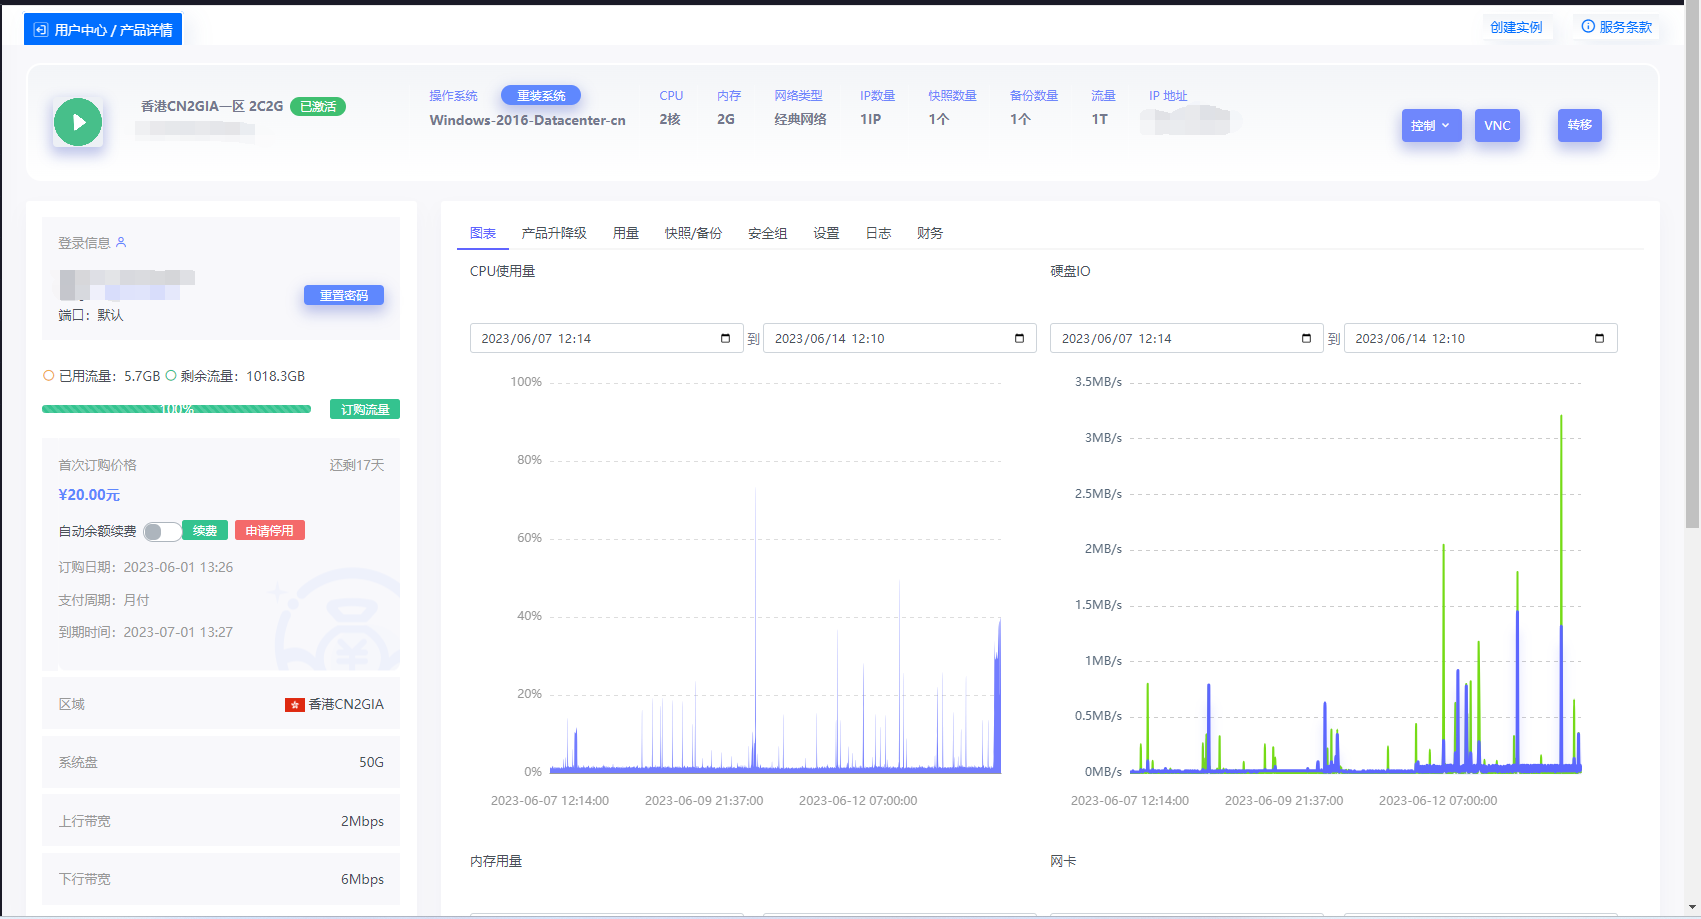 用户中心 / 产品详情
创建实例
服务条款
香港CN2GIA一区 2C2G 已激活
操作系统 重装系统
Windows-2016-Datacenter-cn
CPU
2核
内存
2G
网络类型
经典网络
IP数量
1IP
快照数量
1个
备份数量
1个
流量
1T
IP 地址
控制
VNC
转移
登录信息
重置密码
端口：默认
已用流量：5.7GB 剩余流量：1018.3GB
100%
订购流量
首次订购价格 还剩17天
¥20.00元
自动余额续费 续费 申请停用
订购日期：2023-06-01 13:26
支付周期：月付
到期时间：2023-07-01 13:27
区域 香港CN2GIA
系统盘 50G
上行带宽 2Mbps
下行带宽 6Mbps
图表 产品升降级 用量 快照/备份 安全组 设置 日志 财务
CPU使用量
2023/06/07 12:14 到 2023/06/14 12:10
100%
80%
60%
40%
20%
0%
2023-06-07 12:14:00 2023-06-09 21:37:00 2023-06-12 07:00:00
硬盘IO
2023/06/07 12:14 到 2023/06/14 12:10
3.5MB/s
3MB/s
2.5MB/s
2MB/s
1.5MB/s
1MB/s
0.5MB/s
0MB/s
2023-06-07 12:14:00 2023-06-09 21:37:00 2023-06-12 07:00:00
内存用量
网卡